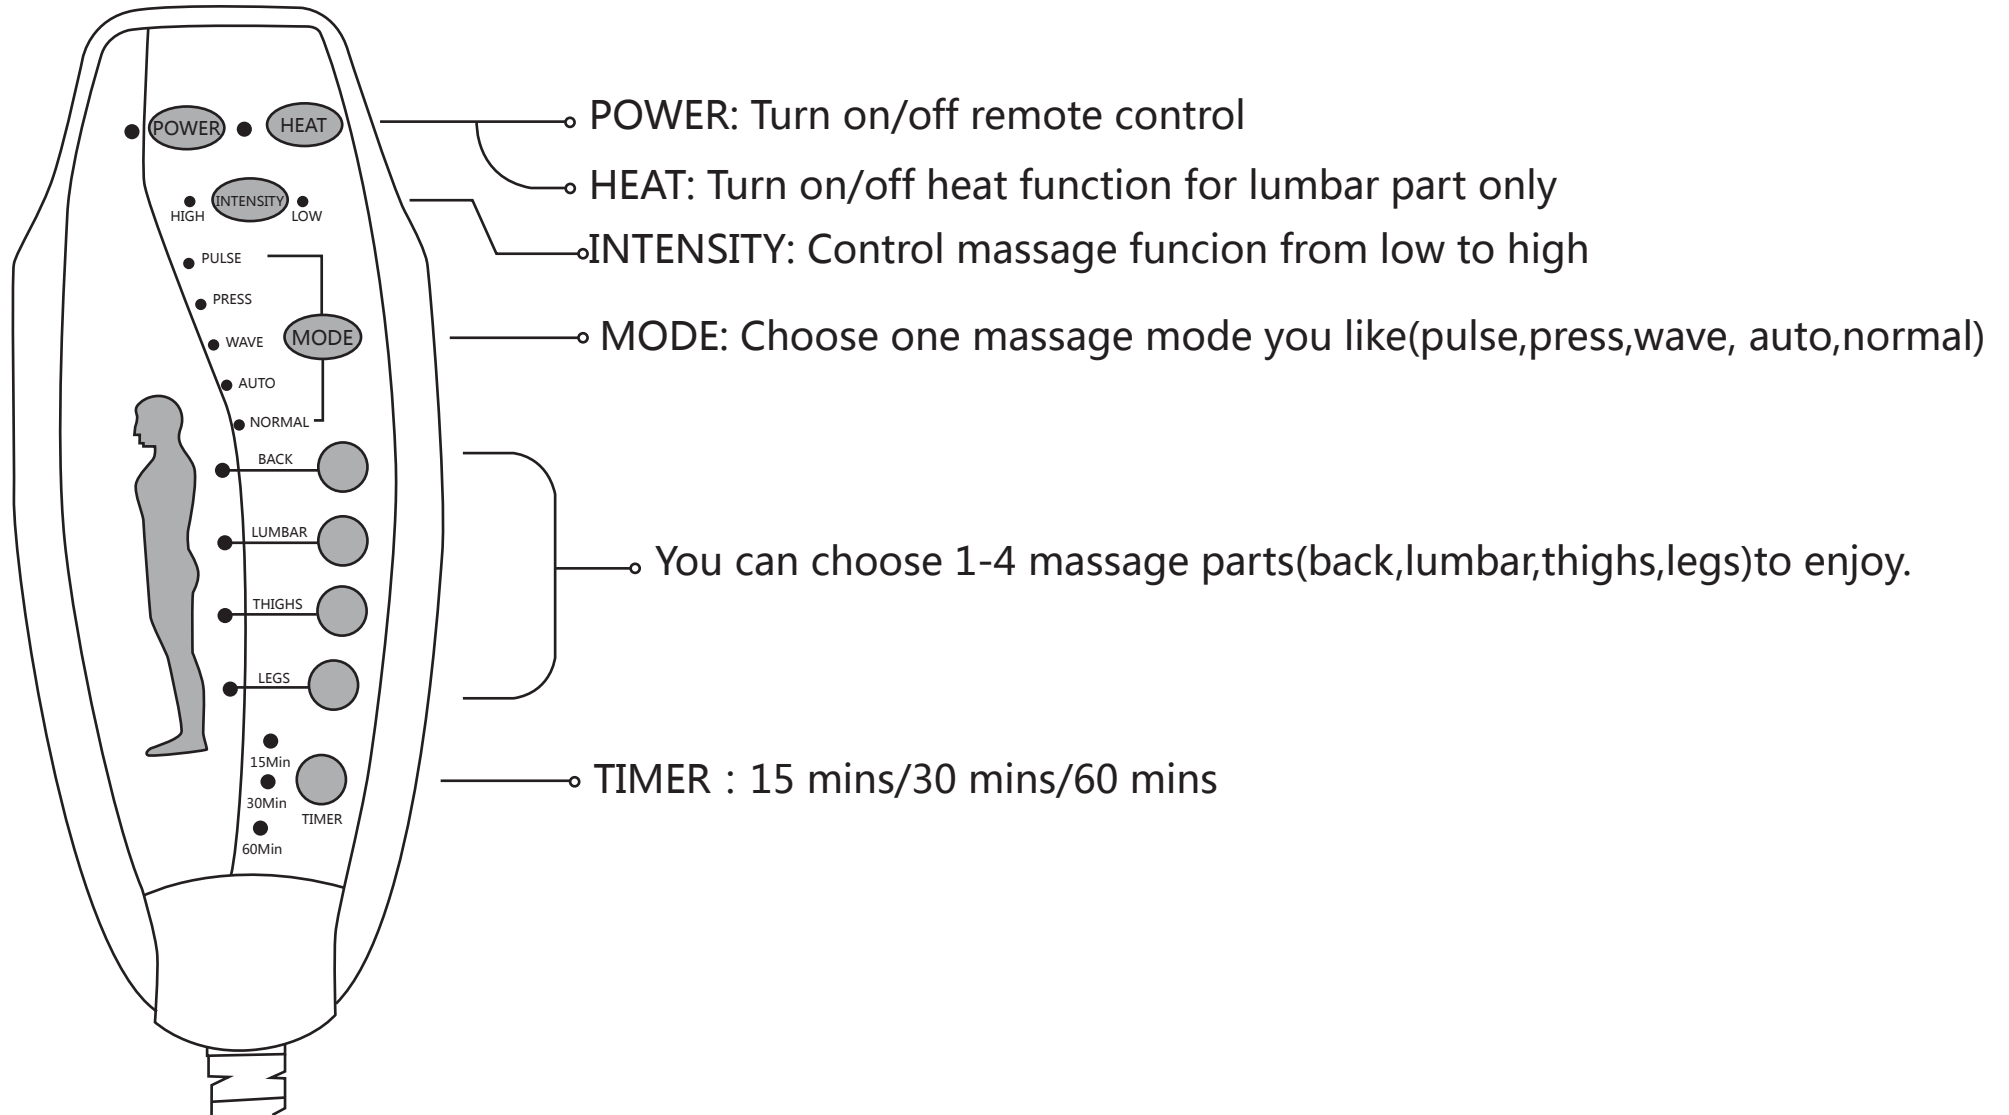 POWER
HEAT
POWER: Turn on/off remote control
HEAT: Turn on/off heat function for lumbar part only
INTENSITY
HIGH
LOW
INTENSITY: Control massage funcion from low to high
PULSE
PRESS
WAVE
AUTO
NORMAL
MODE
MODE: Choose one massage mode you like(pulse,press,wave, auto,normal)
BACK
LUMBAR
THIGHS
LEGS
You can choose 1-4 massage parts(back,lumbar,thighs,legs)to enjoy.
15Min
30Min
60Min
TIMER
TIMER : 15 mins/30 mins/60 mins